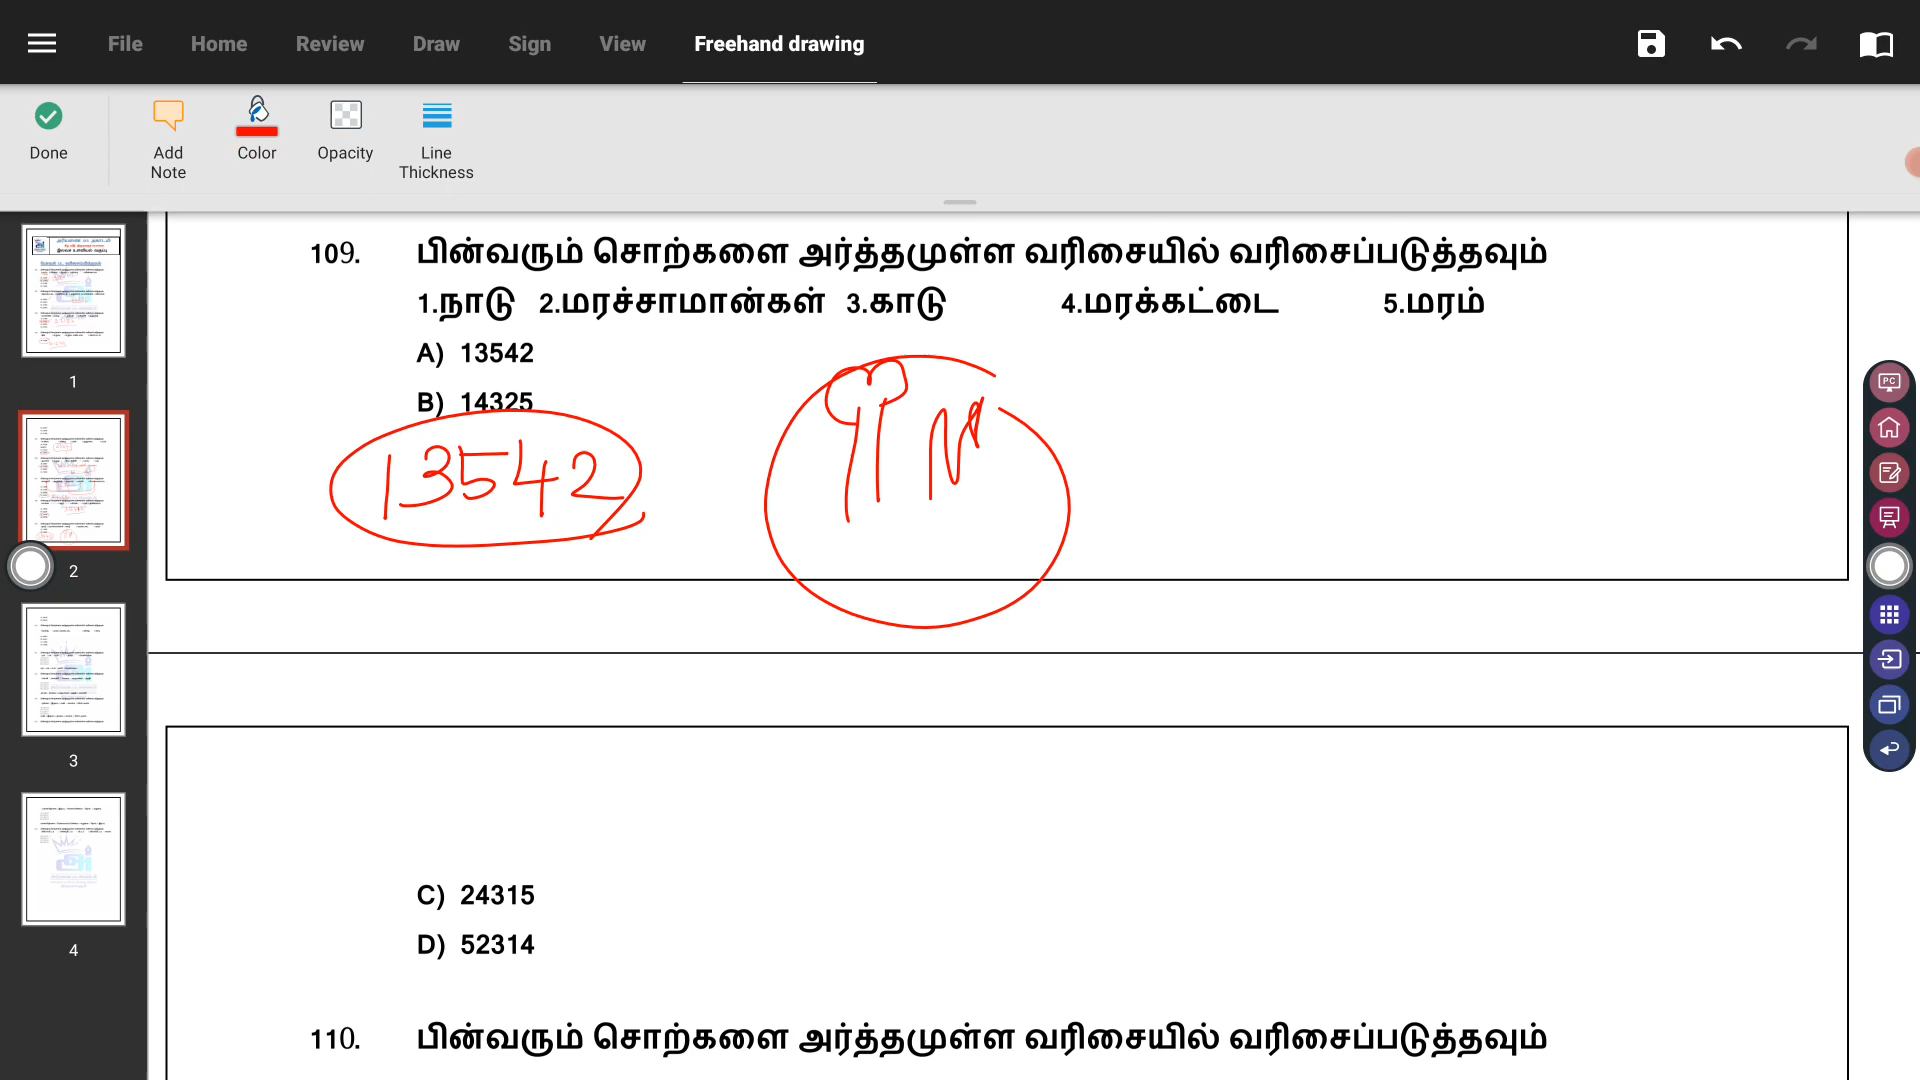 File Home Review Draw Sign View Freehand drawing
Done Add Note Color Opacity Line Thickness
109. பின்வரும் சொற்களை அர்த்தமுள்ள வரிசையில் வரிசைப்படுத்தவும்
1.நாடு 2.மரச்சாமான்கள் 3.காடு 4.மரக்கட்டை 5.மரம்
A) 13542
B) 14325
13542
C) 24315
D) 52314
110. பின்வரும் சொற்களை அர்த்தமுள்ள வரிசையில் வரிசைப்படுத்தவும்
1
2
3
4
PC